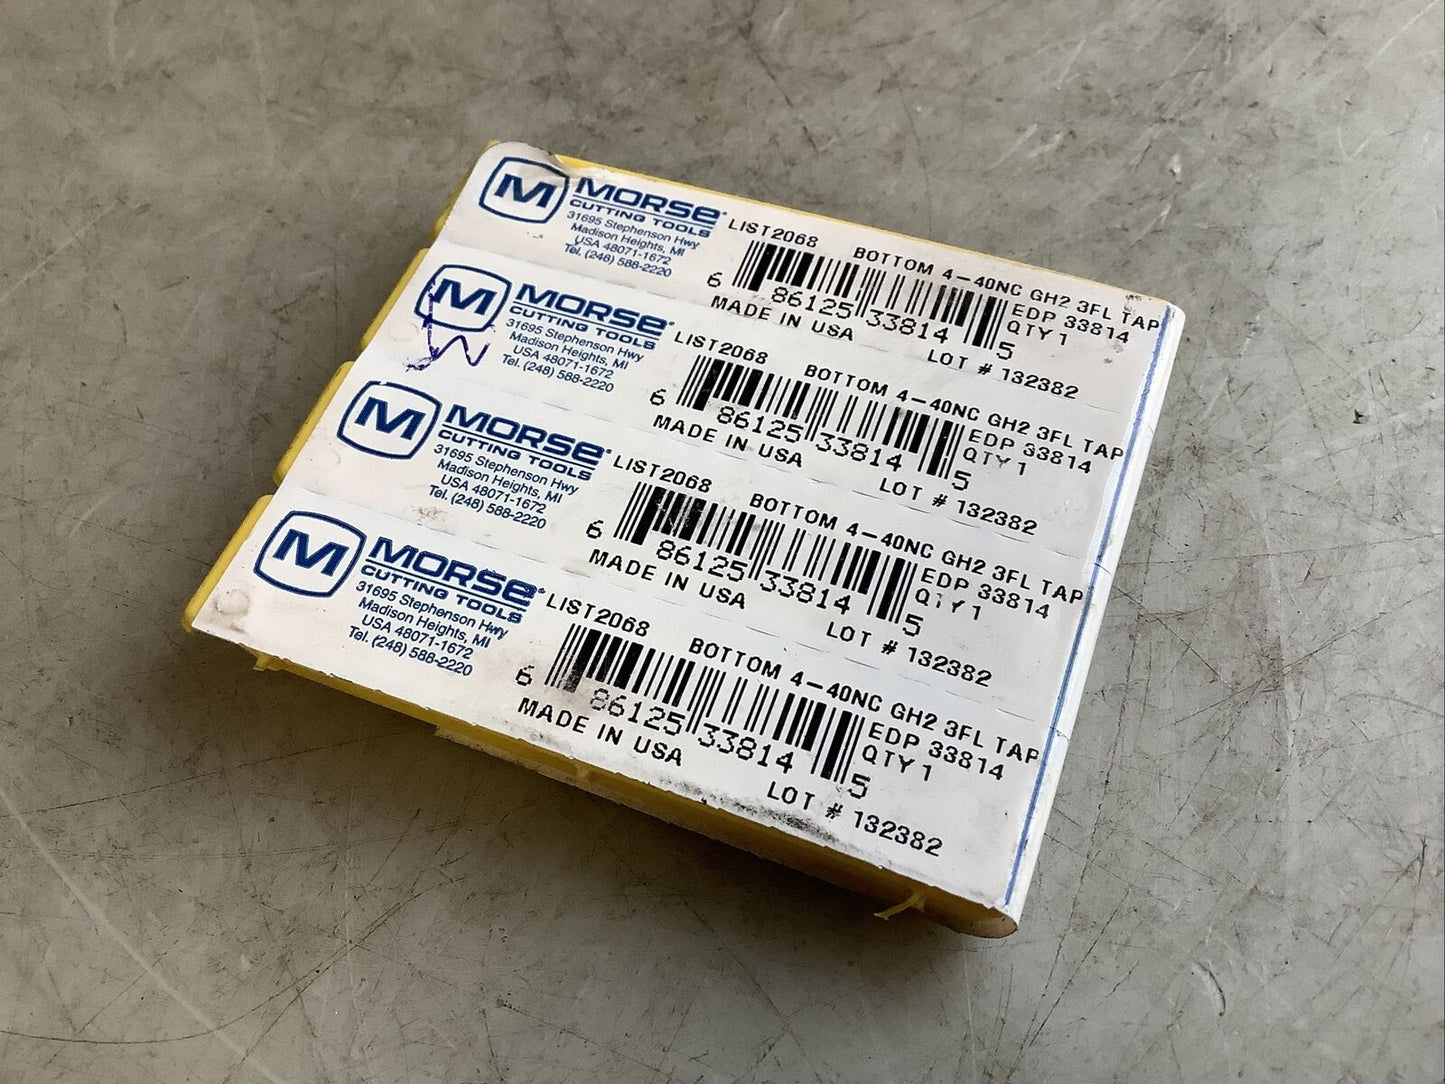 M MORSE
CUTTING TOOLS
31695 Stephenson Hwy
Madison Heights, MI
USA 48071-1672
Tel. (248) 588-2220
LIST2068 BOTTOM 4-40NC GH2 3FL TAP
EDP 33814
QTY 1
6 86125 33814 5
MADE IN USA
LOT # 132382
M MORSE
CUTTING TOOLS
31695 Stephenson Hwy
Madison Heights, MI
USA 48071-1672
Tel. (248) 588-2220
LIST2068 BOTTOM 4-40NC GH2 3FL TAP
EDP 33814
QTY 1
6 86125 33814 5
MADE IN USA
LOT # 132382
M MORSE
CUTTING TOOLS
31695 Stephenson Hwy
Madison Heights, MI
USA 48071-1672
Tel. (248) 588-2220
LIST2068 BOTTOM 4-40NC GH2 3FL TAP
EDP 33814
QTY 1
6 86125 33814 5
MADE IN USA
LOT # 132382
M MORSE
CUTTING TOOLS
31695 Stephenson Hwy
Madison Heights, MI
USA 48071-1672
Tel. (248) 588-2220
LIST2068 BOTTOM 4-40NC GH2 3FL TAP
EDP 33814
QTY 1
6 86125 33814 5
MADE IN USA
LOT # 132382